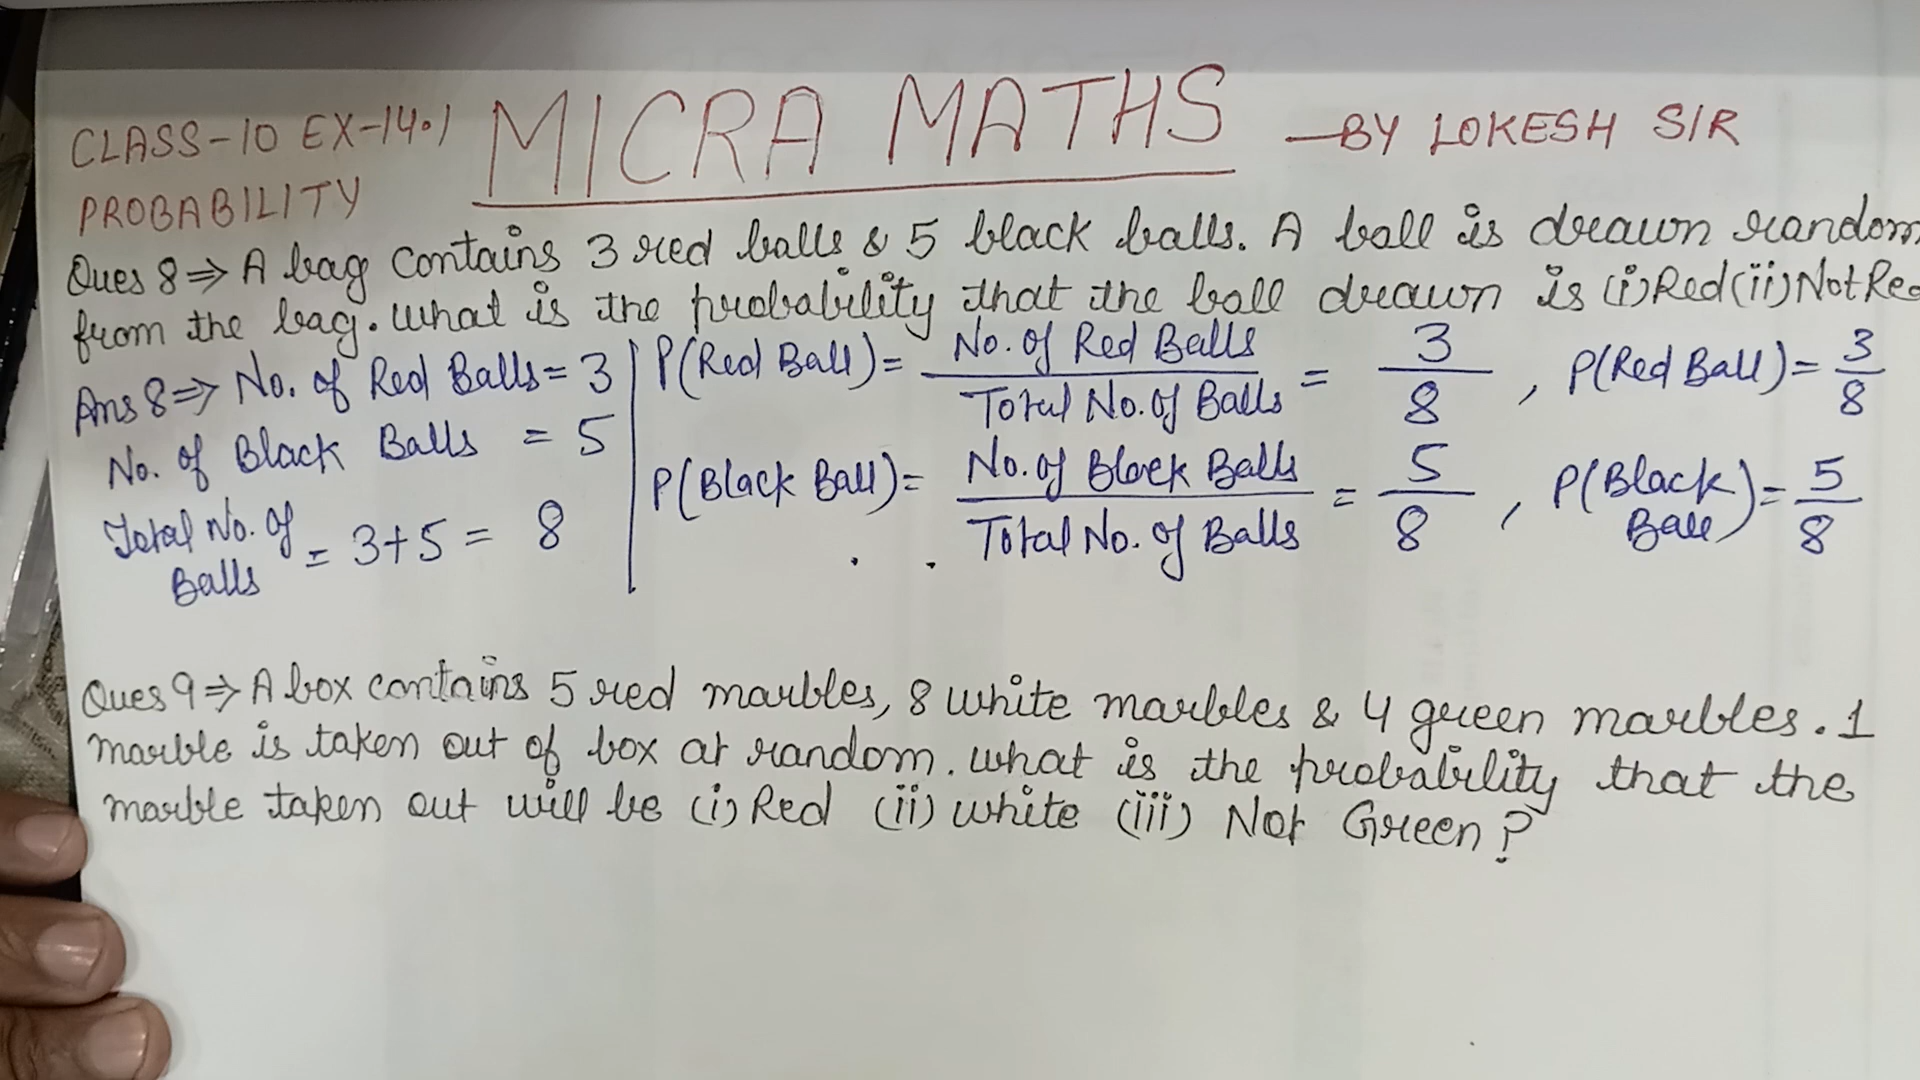 CLASS-10 EX-14.1 MICRA MATHS -BY LOKESH SIR
PROBABILITY
Ques 8⇒ A bag contains 3 red balls & 5 black balls. A ball is drawn random
from the bag. What is the probability that the ball drawn is (i) Red (ii) Not Red
Ans 8⇒ No. of Red Balls = 3
No. of Black Balls = 5
Total No. of Balls = 3+5 = 8
P(Red Ball) = No. of Red Balls / Total No. of Balls = 3/8 , P(Red Ball) = 3/8
P(Black Ball) = No. of Black Balls / Total No. of Balls = 5/8 , P(Black Ball) = 5/8
Ques 9⇒ A box contains 5 red marbles, 8 white marbles & 4 green marbles. 1
marble is taken out of box at random. What is the probability that the
marble taken out will be (i) Red (ii) white (iii) Not Green?